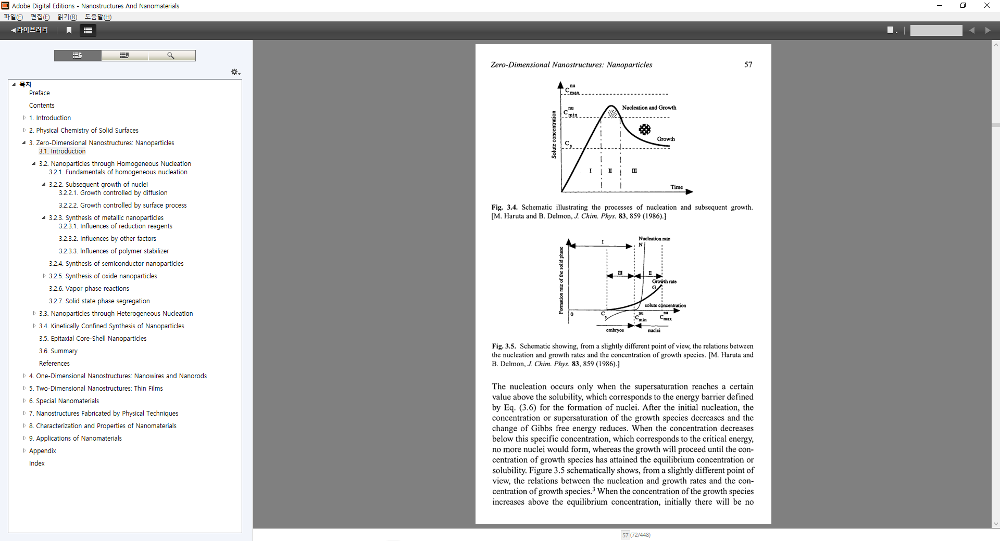 Adobe Digital Editions - Nanostructures And Nanomaterials
파일(F) 편집(E) 읽기(R) 도움말(H)
◀라이브러리
목차
Preface
Contents
1. Introduction
2. Physical Chemistry of Solid Surfaces
3. Zero-Dimensional Nanostructures: Nanoparticles
3.1. Introduction
3.2. Nanoparticles through Homogeneous Nucleation
3.2.1. Fundamentals of homogeneous nucleation
3.2.2. Subsequent growth of nuclei
3.2.2.1. Growth controlled by diffusion
3.2.2.2. Growth controlled by surface process
3.2.3. Synthesis of metallic nanoparticles
3.2.3.1. Influences of reduction reagents
3.2.3.2. Influences by other factors
3.2.3.3. Influences of polymer stabilizer
3.2.4. Synthesis of semiconductor nanoparticles
3.2.5. Synthesis of oxide nanoparticles
3.2.6. Vapor phase reactions
3.2.7. Solid state phase segregation
3.3. Nanoparticles through Heterogeneous Nucleation
3.4. Kinetically Confined Synthesis of Nanoparticles
3.5. Epitaxial Core-Shell Nanoparticles
3.6. Summary
References
4. One-Dimensional Nanostructures: Nanowires and Nanorods
5. Two-Dimensional Nanostructures: Thin Films
6. Special Nanomaterials
7. Nanostructures Fabricated by Physical Techniques
8. Characterization and Properties of Nanomaterials
9. Applications of Nanomaterials
Appendix
Index
Zero-Dimensional Nanostructures: Nanoparticles 57
C nu max
C nu min
Nucleation and Growth
Solute concentration
Growth
C s
I II III
Time
Fig. 3.4. Schematic illustrating the processes of nucleation and subsequent growth.
[M. Haruta and B. Delmon, J. Chim. Phys. 83, 859 (1986).]
Nucleation rate
I N
Formation rate of the solid phase
III II
Growth rate
G
solute concentration
0 C s C nu min C nu max
embryos nuclei
Fig. 3.5. Schematic showing, from a slightly different point of view, the relations between
the nucleation and growth rates and the concentration of growth species. [M. Haruta and
B. Delmon, J. Chim. Phys. 83, 859 (1986).]
The nucleation occurs only when the supersaturation reaches a certain
value above the solubility, which corresponds to the energy barrier defined
by Eq. (3.6) for the formation of nuclei. After the initial nucleation, the
concentration or supersaturation of the growth species decreases and the
change of Gibbs free energy reduces. When the concentration decreases
below this specific concentration, which corresponds to the critical energy,
no more nuclei would form, whereas the growth will proceed until the con-
centration of growth species has attained the equilibrium concentration or
solubility. Figure 3.5 schematically shows, from a slightly different point of
view, the relations between the nucleation and growth rates and the con-
centration of growth species.3 When the concentration of the growth species
increases above the equilibrium concentration, initially there will be no
57 (72/448)